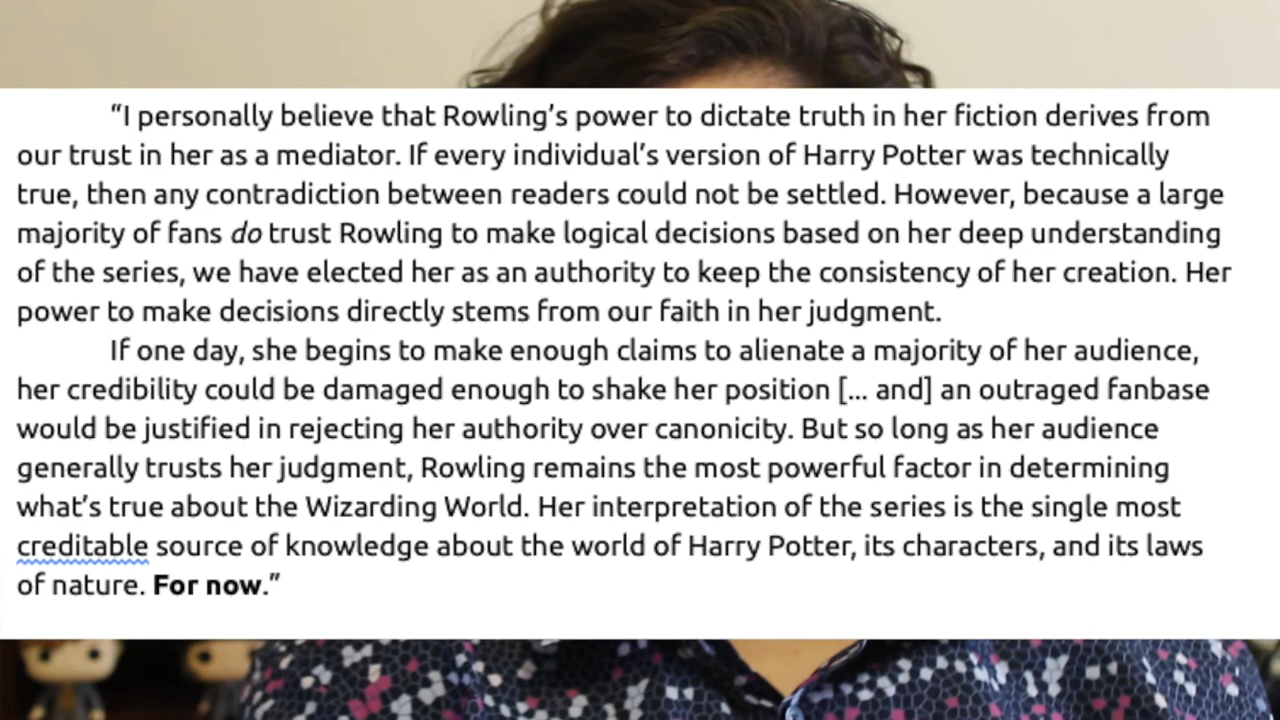 “I personally believe that Rowling’s power to dictate truth in her fiction derives from
our trust in her as a mediator. If every individual’s version of Harry Potter was technically
true, then any contradiction between readers could not be settled. However, because a large
majority of fans do trust Rowling to make logical decisions based on her deep understanding
of the series, we have elected her as an authority to keep the consistency of her creation. Her
power to make decisions directly stems from our faith in her judgment.
If one day, she begins to make enough claims to alienate a majority of her audience,
her credibility could be damaged enough to shake her position [... and] an outraged fanbase
would be justified in rejecting her authority over canonicity. But so long as her audience
generally trusts her judgment, Rowling remains the most powerful factor in determining
what’s true about the Wizarding World. Her interpretation of the series is the single most
creditable source of knowledge about the world of Harry Potter, its characters, and its laws
of nature. For now.”